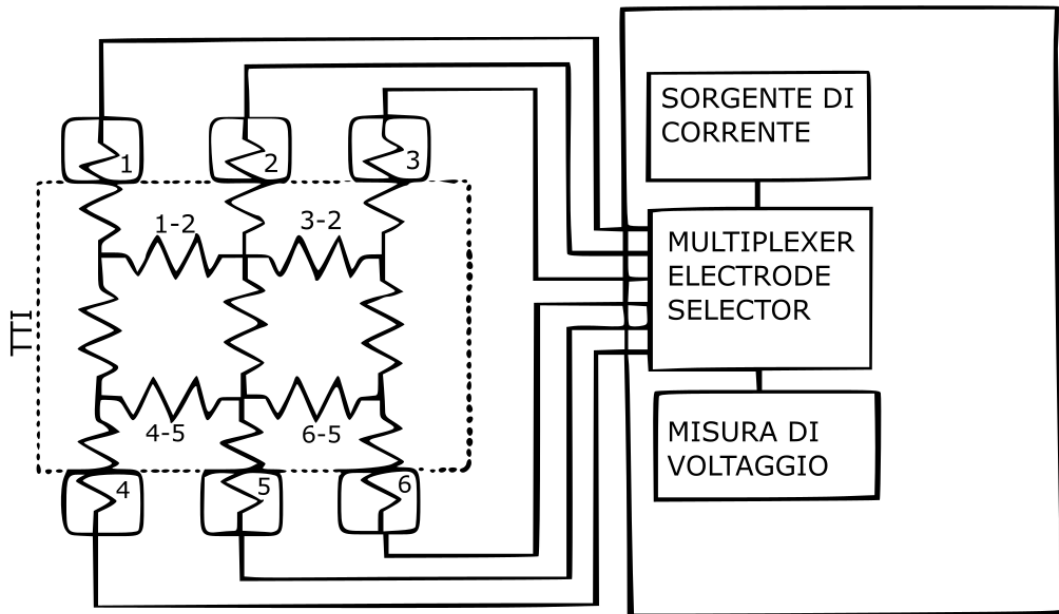 1
2
3
1-2
3-2
TTI
4-5
6-5
4
5
6
SORGENTE DI
CORRENTE
MULTIPLEXER
ELECTRODE
SELECTOR
MISURA DI
VOLTAGGIO